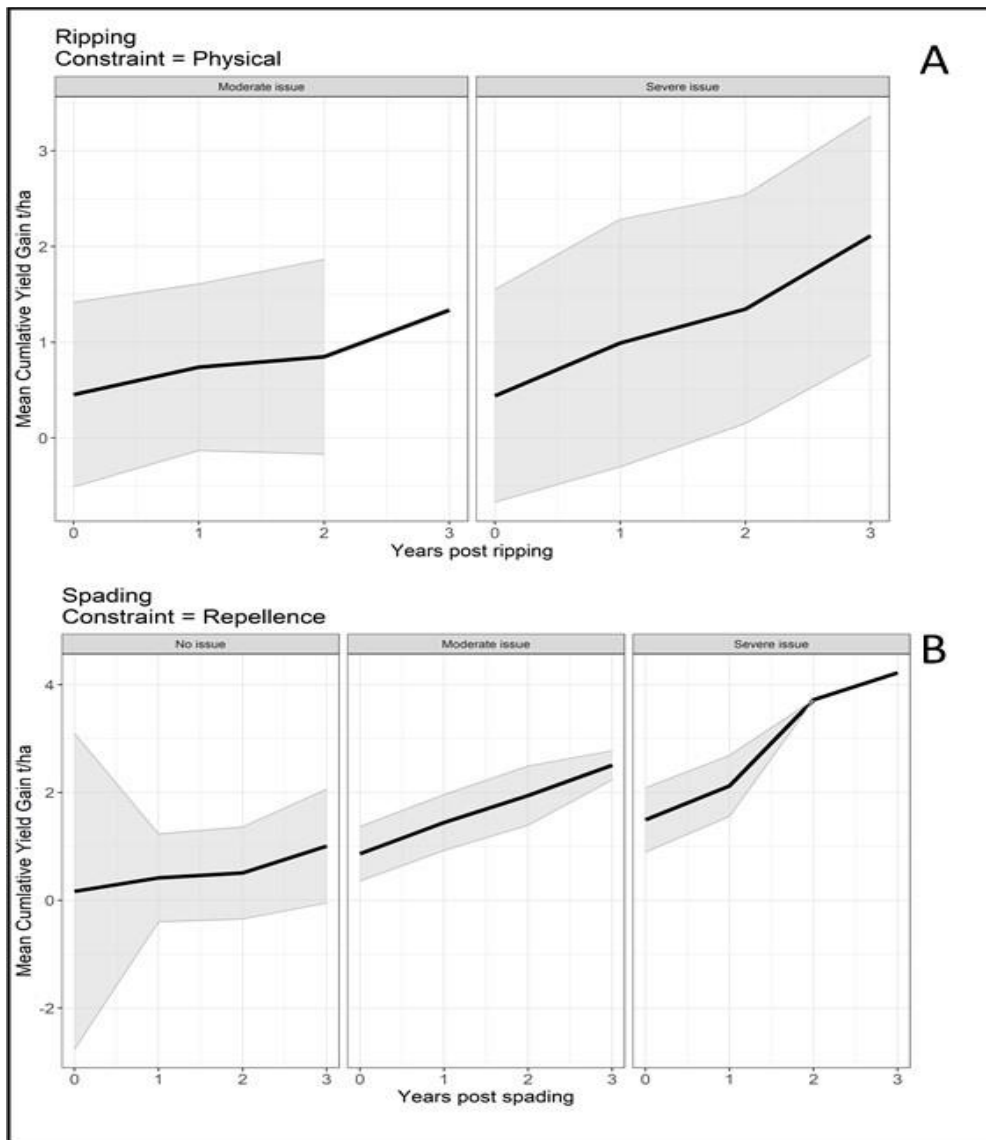 Ripping
Constraint = Physical
A
Moderate issue
Severe issue
Mean Cumlative Yield Gain t/ha
3
2
1
0
0 1 2 3
0 1 2 3
Years post ripping
Spading
Constraint = Repellence
B
No issue
Moderate issue
Severe issue
Mean Cumlative Yield Gain t/ha
4
2
0
-2
0 1 2 3
0 1 2 3
0 1 2 3
Years post spading